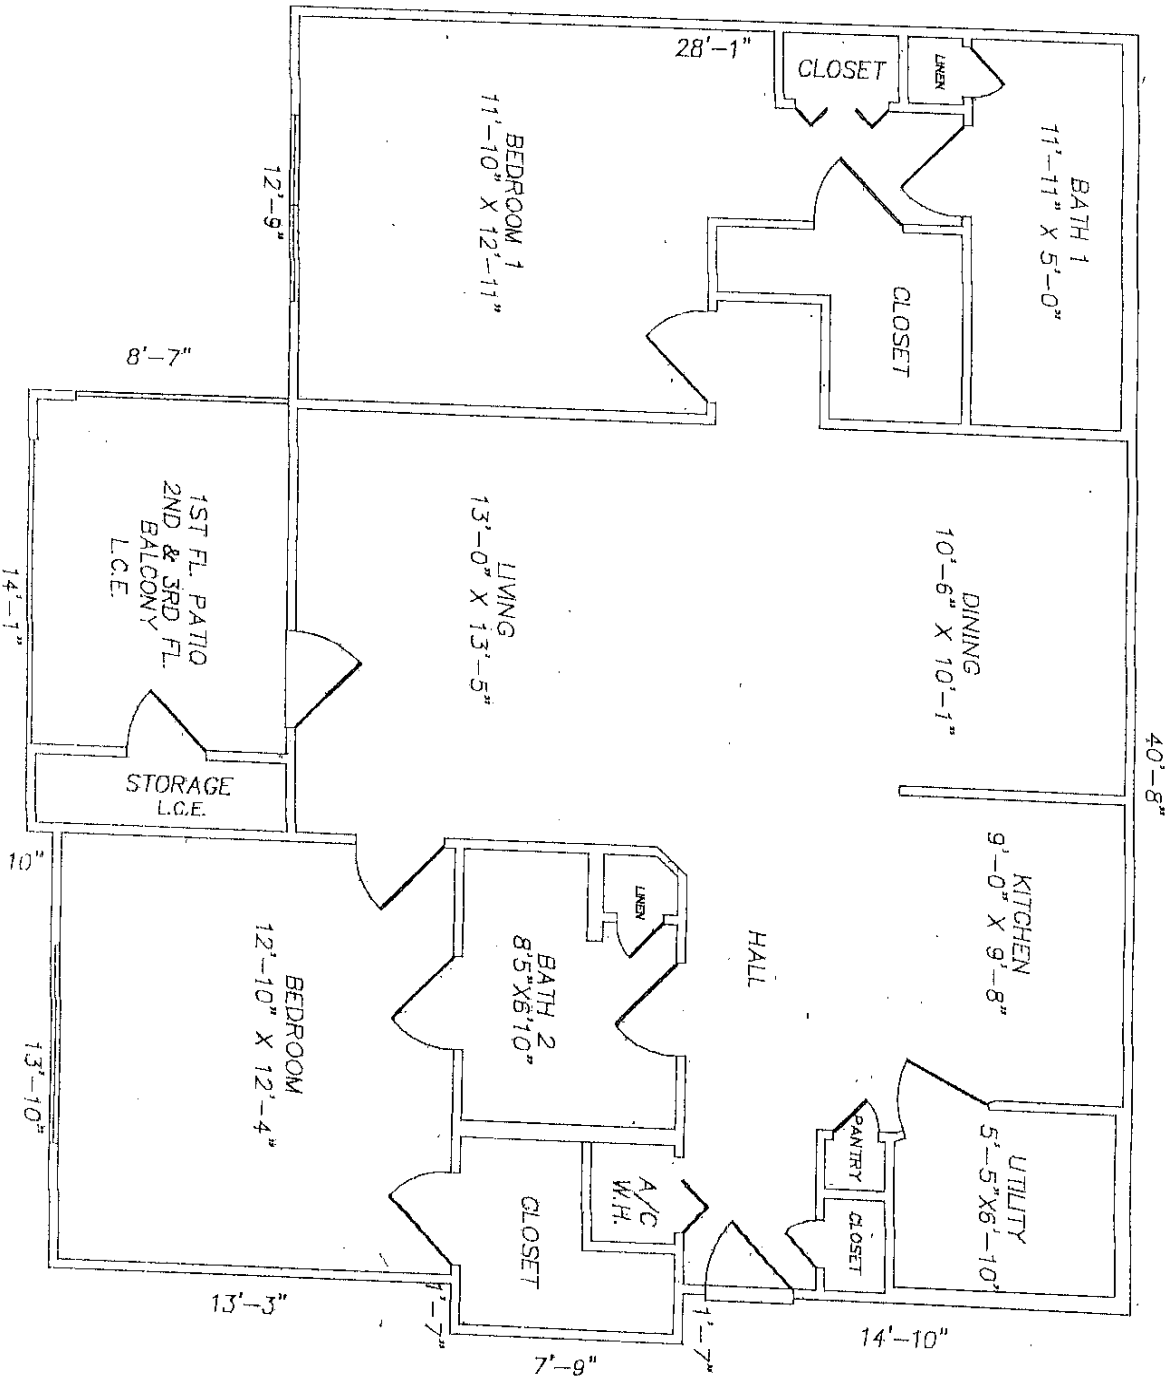 28'-1"
CLOSET
LINEN
BATH 1
11'-11" X 5'-0"
BEDROOM 1
11'-10" X 12'-11"
12'-9"
CLOSET
8'-7"
1ST FL. PATIO
2ND & 3RD FL.
BALCONY
L.C.E.
14'-1"
LIVING
13'-0" X 13'-5"
DINING
10'-6" X 10'-1"
40'-8"
STORAGE
L.C.E.
10"
KITCHEN
9'-0" X 9'-8"
LINEN
HALL
BATH 2
8'5"X6'10"
BEDROOM
12'-10" X 12'-4"
13'-10"
PANTRY
UTILITY
5'-5"X6'-10"
A/C
W.H.
CLOSET
CLOSET
13'-3"
1'-7"
7'-9"
1'-7"
14'-10"